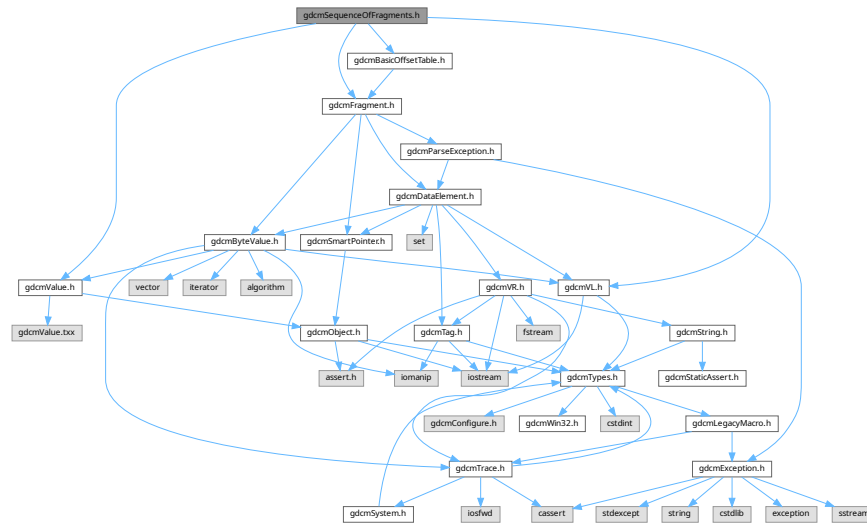 gdcmSequenceOfFragments.h
gdcmBasicOffsetTable.h
gdcmFragment.h
gdcmParseException.h
gdcmDataElement.h
gdcmByteValue.h
gdcmSmartPointer.h
set
gdcmValue.h
vector
iterator
algorithm
gdcmVR.h
gdcmVL.h
gdcmValue.txx
gdcmObject.h
gdcmTag.h
fstream
gdcmString.h
assert.h
iomanip
iostream
gdcmTypes.h
gdcmStaticAssert.h
gdcmConfigure.h
gdcmWin32.h
cstdint
gdcmLegacyMacro.h
gdcmTrace.h
gdcmException.h
gdcmSystem.h
iosfwd
cassert
stdexcept
string
cstdlib
exception
sstream